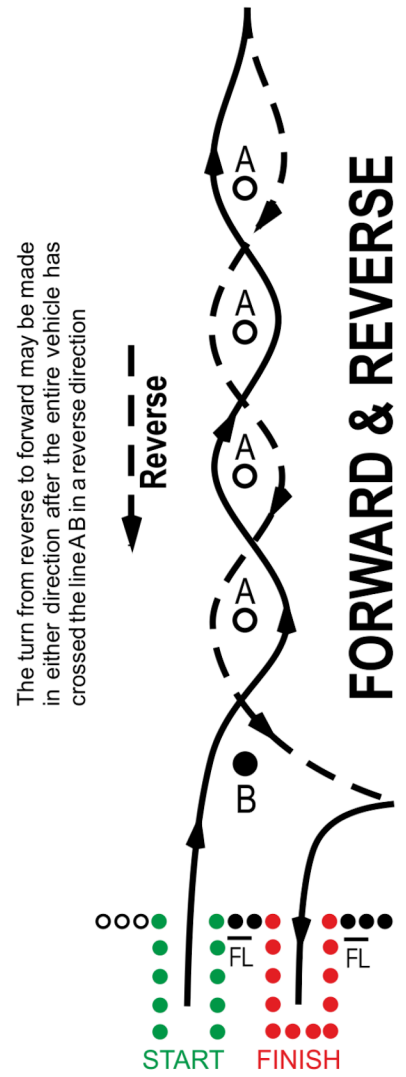 The turn from reverse to forward may be made
in either direction after the entire vehicle has
crossed the line A B in a reverse direction
Reverse
A
A
A
A
B
FORWARD & REVERSE
FL
FL
START
FINISH